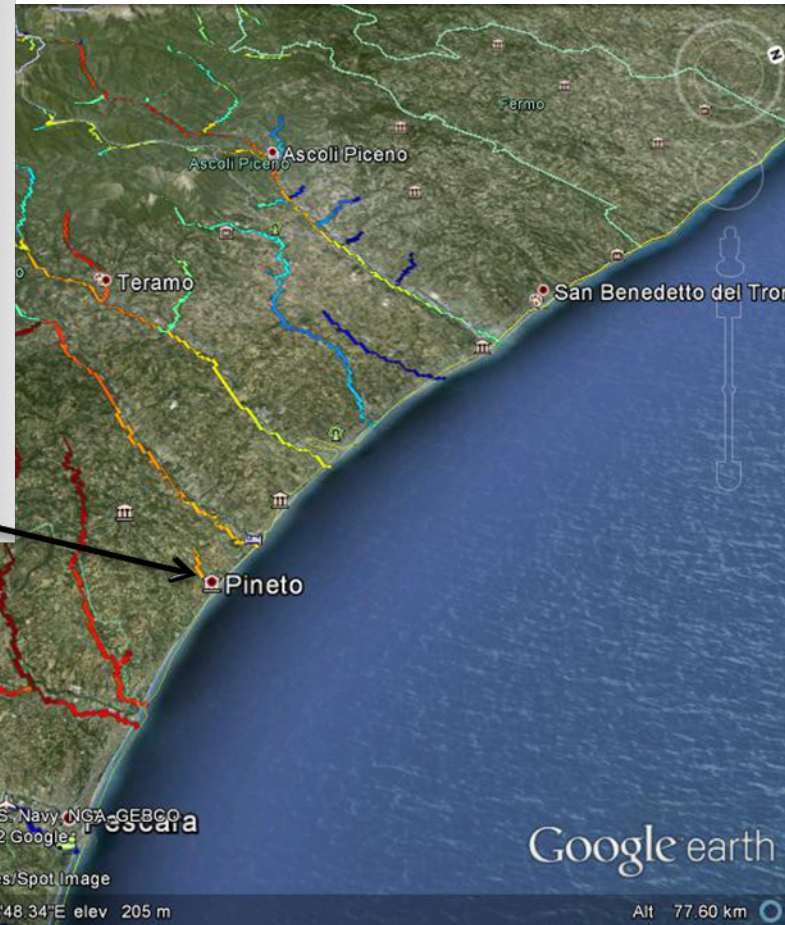 N
Fermo
Ascoli Piceno
Ascoli Piceno
Teramo
San Benedetto del Tron
Pineto
S. Navy, NGA, GEBCO
Pescara
2 Google
es/Spot Image
'48.34"E elev 205 m
Alt 77.60 km
Google earth